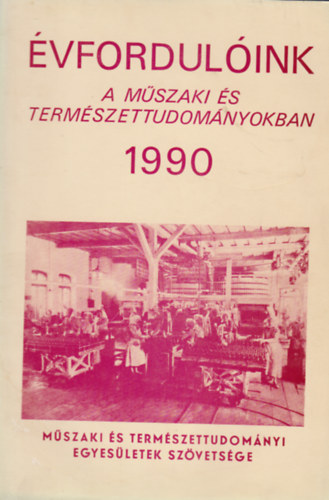 ÉVFORDULÓINK
A MŰSZAKI ÉS
TERMÉSZETTUDOMÁNYOKBAN
1990
MŰSZAKI ÉS TERMÉSZETTUDOMÁNYI
EGYESÜLETEK SZÖVETSÉGE